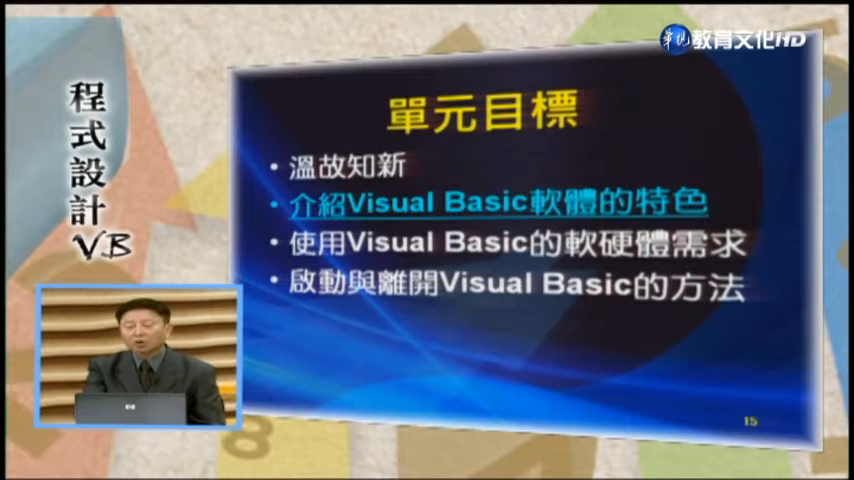 華視教育文化HD
程式設計
VB
單元目標
• 溫故知新
• 介紹Visual Basic軟體的特色
• 使用Visual Basic的軟硬體需求
• 啟動與離開Visual Basic的方法
15
8